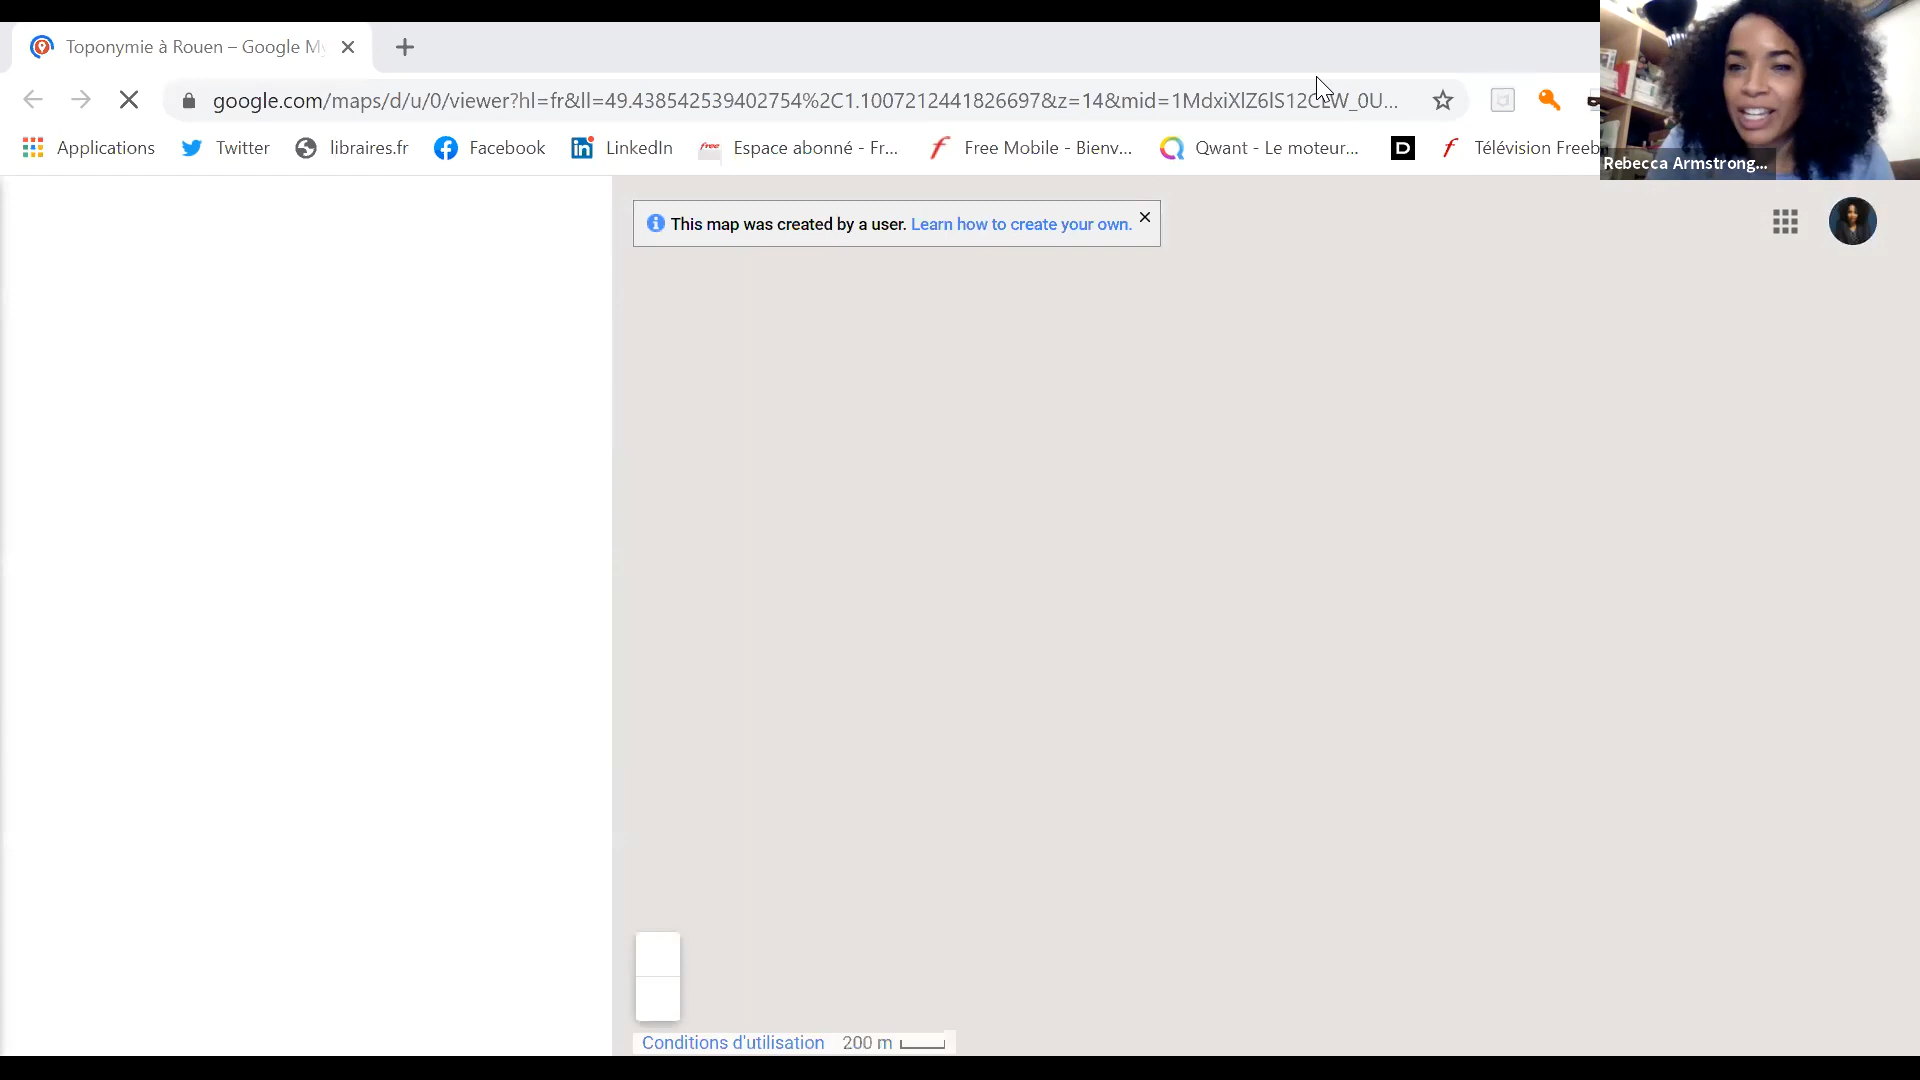 Toponymie à Rouen – Google My
google.com/maps/d/u/0/viewer?hl=fr&ll=49.438542539402754%2C1.1007212441826697&z=14&mid=1MdxiXlZ6lS12CzW_0U...
Applications Twitter libraires.fr Facebook LinkedIn Espace abonné - Fr... Free Mobile - Bienv... Qwant - Le moteur... D Télévision Freeb
Rebecca Armstrong...
This map was created by a user. Learn how to create your own.
Conditions d'utilisation 200 m